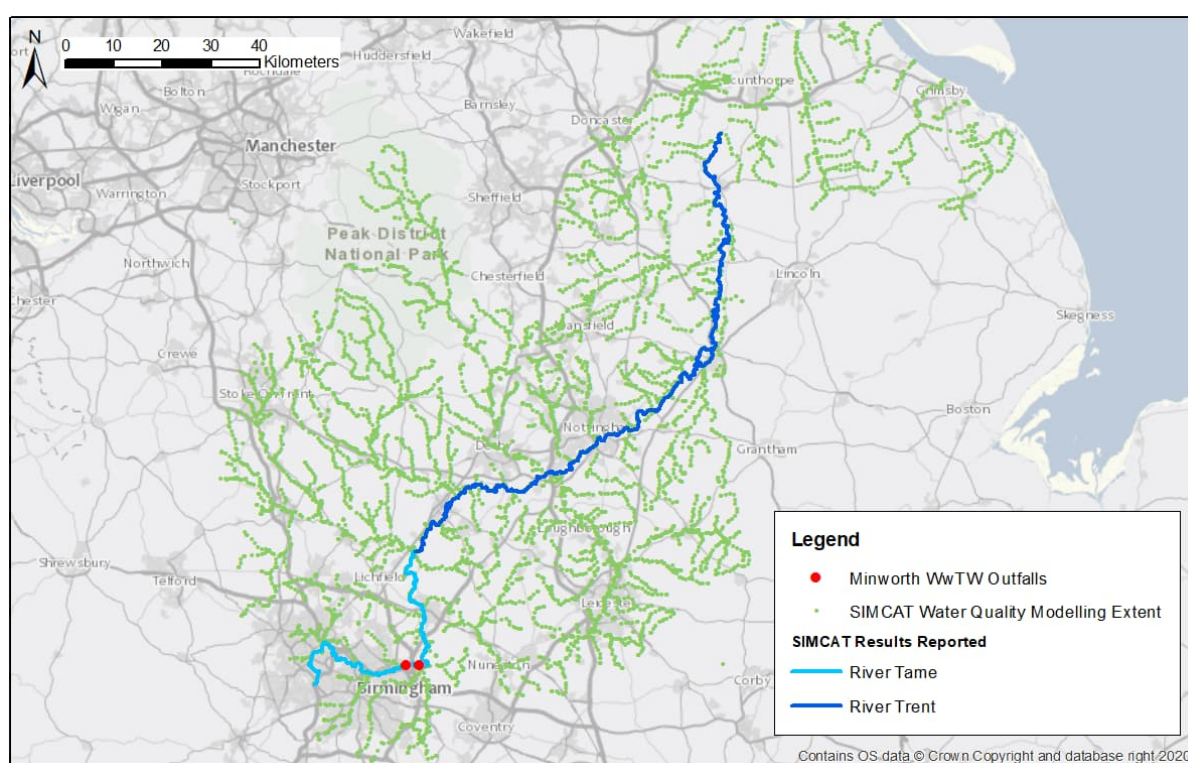 N
0 10 20 30 40
Kilometers
Wakefield
Huddersfield
Rochdale
Bolton
Wigan
Barnsley
cunthorpe
Grimsby
Doncaster
Manchester
Liverpool
Warrington
Stockport
Sheffield
Peak District
National Park
Northwich
Chesterfield
Lincoln
Chester
Skegness
ansfield
Crewe
Stoke-On-Trent
Boston
Nottingham
Derby
Grantham
Loughborough
Shrewsbury
Telford
Lichfield
Leicester
Nuneaton
Birmingham
Corby
Coventry
Legend
Minworth WwTW Outfalls
SIMCAT Water Quality Modelling Extent
SIMCAT Results Reported
River Tame
River Trent
Contains OS data © Crown Copyright and database right 2020